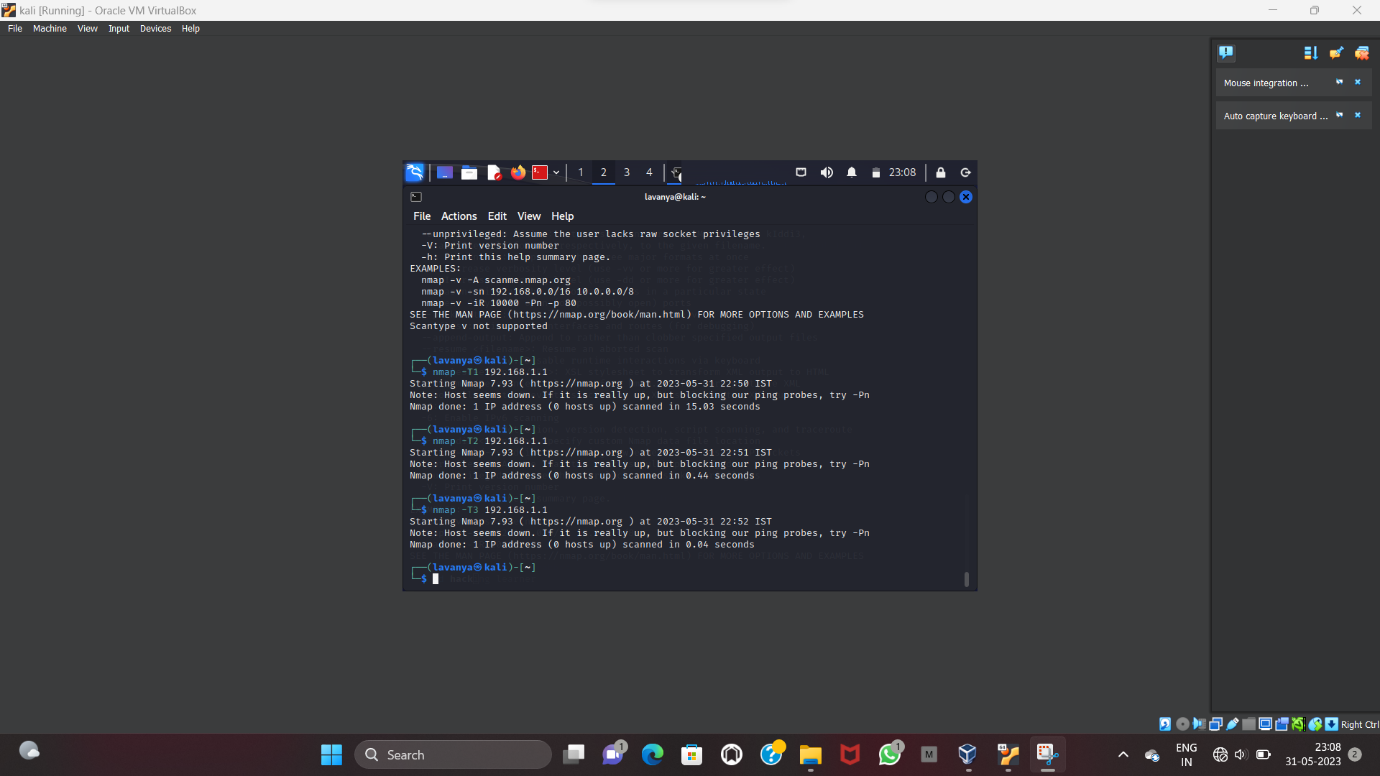 kali [Running] - Oracle VM VirtualBox
File Machine View Input Devices Help
Mouse integration ...
Auto capture keyboard ...
1 2 3 4 23:08
lavanya@kali: ~
File Actions Edit View Help
--unprivileged: Assume the user lacks raw socket privileges
-V: Print version number
-h: Print this help summary page.
EXAMPLES:
nmap -v -A scanme.nmap.org
nmap -v -sn 192.168.0.0/16 10.0.0.0/8
nmap -v -iR 10000 -Pn -p 80
SEE THE MAN PAGE (https://nmap.org/book/man.html) FOR MORE OPTIONS AND EXAMPLES
Scantype v not supported
┌──(lavanya㉿kali)-[~]
└─$ nmap -T1 192.168.1.1
Starting Nmap 7.93 ( https://nmap.org ) at 2023-05-31 22:50 IST
Note: Host seems down. If it is really up, but blocking our ping probes, try -Pn
Nmap done: 1 IP address (0 hosts up) scanned in 15.03 seconds
┌──(lavanya㉿kali)-[~]
└─$ nmap -T2 192.168.1.1
Starting Nmap 7.93 ( https://nmap.org ) at 2023-05-31 22:51 IST
Note: Host seems down. If it is really up, but blocking our ping probes, try -Pn
Nmap done: 1 IP address (0 hosts up) scanned in 0.44 seconds
┌──(lavanya㉿kali)-[~]
└─$ nmap -T3 192.168.1.1
Starting Nmap 7.93 ( https://nmap.org ) at 2023-05-31 22:52 IST
Note: Host seems down. If it is really up, but blocking our ping probes, try -Pn
Nmap done: 1 IP address (0 hosts up) scanned in 0.04 seconds
┌──(lavanya㉿kali)-[~]
└─$
Right Ctrl
Search
1
1
M
ENG
IN
23:08
31-05-2023
2